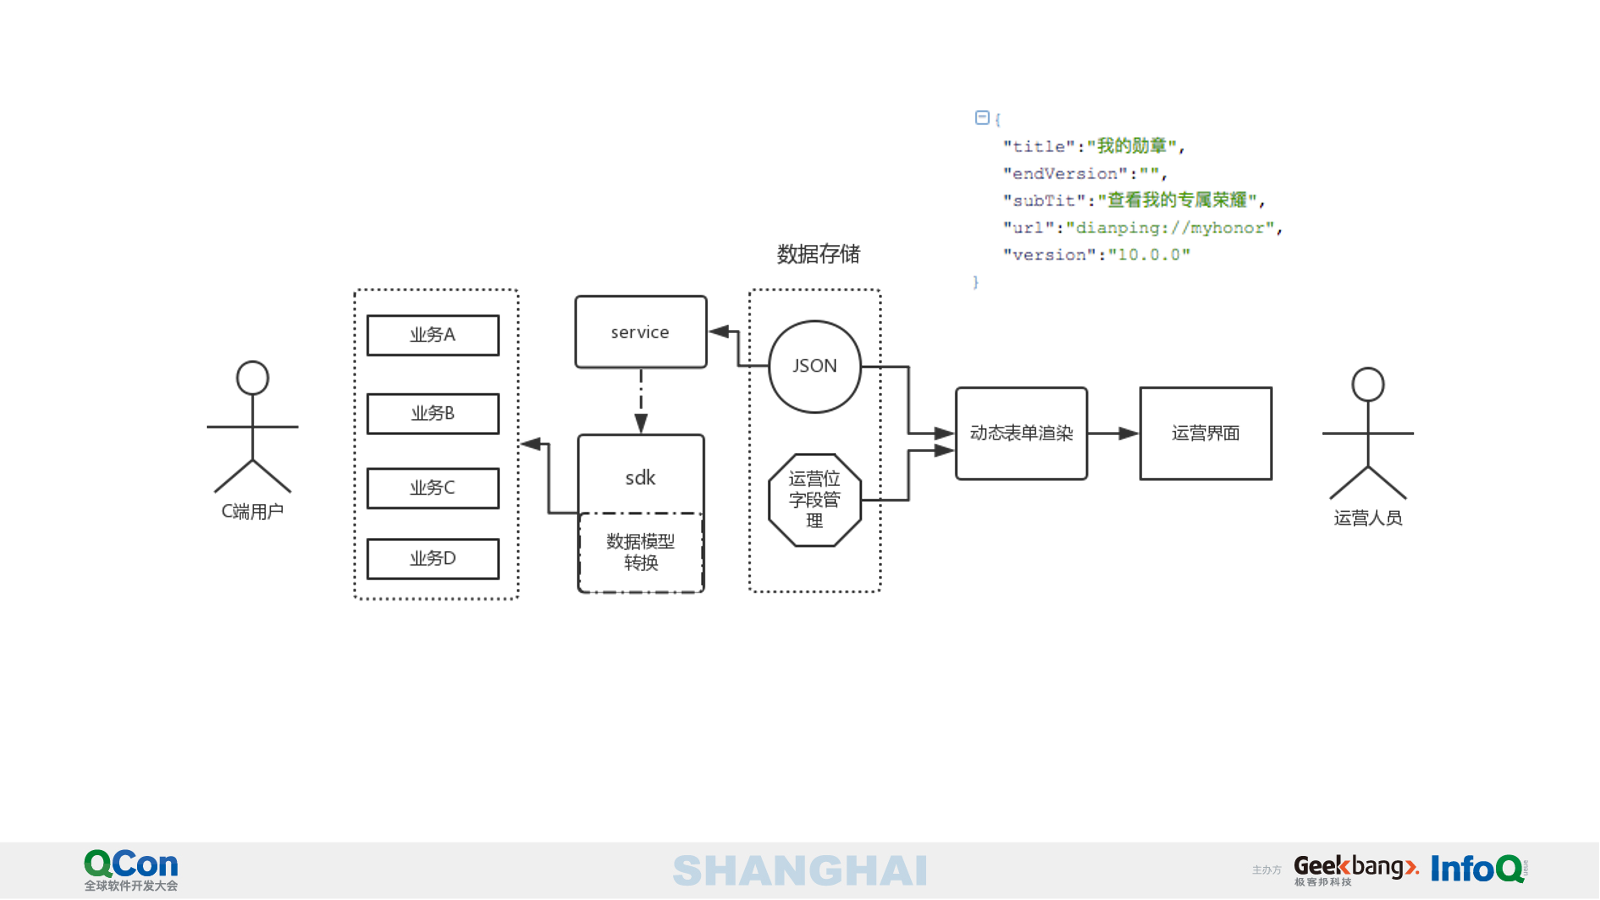 {
"title":"我的勋章",
"endVersion":"",
"subTit":"查看我的专属荣耀",
"url":"dianping://myhonor",
"version":"10.0.0"
}
数据存储
业务A
业务B
业务C
业务D
service
sdk
数据模型
转换
JSON
运营位
字段管
理
动态表单渲染
运营界面
C端用户
运营人员
QCon
全球软件开发大会
SHANGHAI
主办方
Geekbang>.
极客邦科技
InfoQ